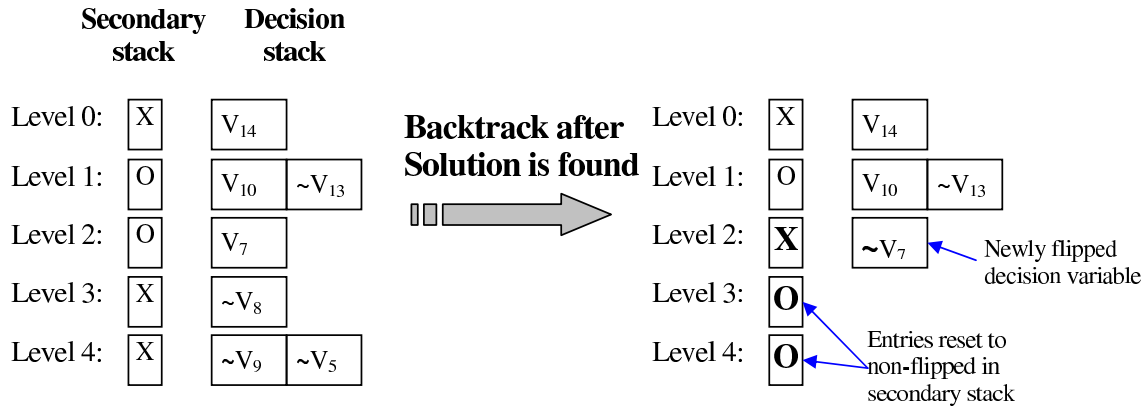 Secondary stack
Decision stack
Level 0: X V14
Level 1: O V10 ~V13
Level 2: O V7
Level 3: X ~V8
Level 4: X ~V9 ~V5
Backtrack after
Solution is found
Level 0: X V14
Level 1: O V10 ~V13
Level 2: X ~V7
Level 3: O
Level 4: O
Newly flipped
decision variable
Entries reset to
non-flipped in
secondary stack